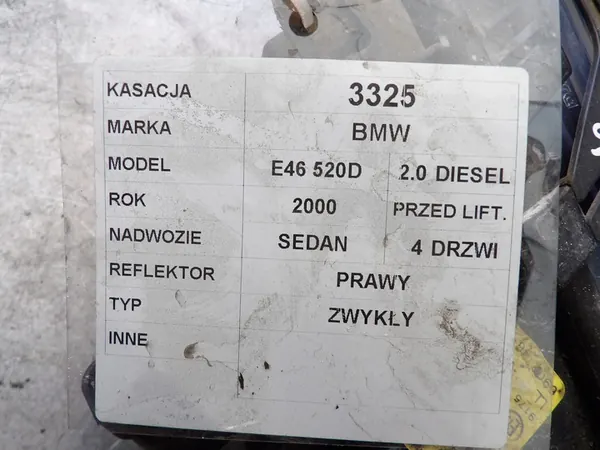 KASACJA 3325
MARKA BMW
MODEL E46 520D 2.0 DIESEL
ROK 2000 PRZED LIFT.
NADWOZIE SEDAN 4 DRZWI
REFLEKTOR PRAWY
TYP ZWYKŁY
INNE